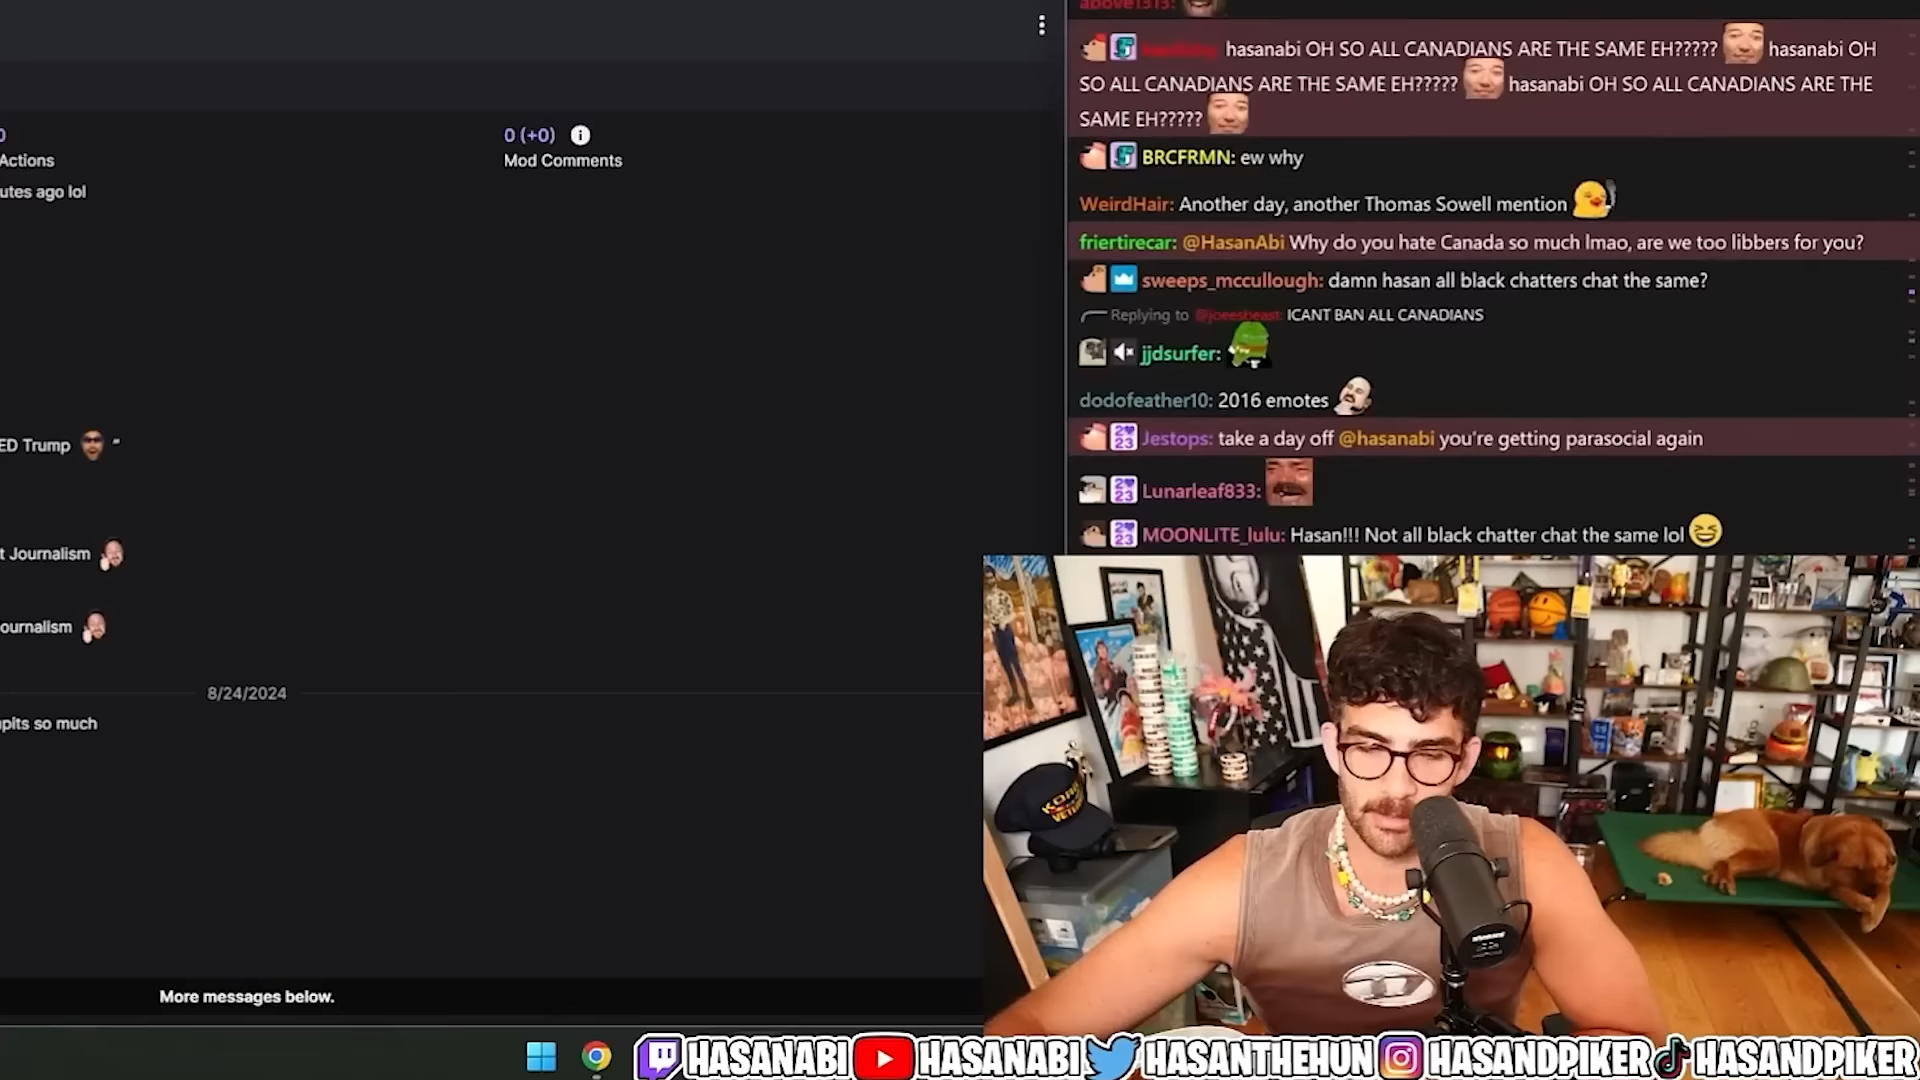 above1313:
hasanabi OH SO ALL CANADIANS ARE THE SAME EH????? hasanabi OH
SO ALL CANADIANS ARE THE SAME EH????? hasanabi OH SO ALL CANADIANS ARE THE
SAME EH?????
0
Actions
0 (+0)
Mod Comments
utes ago lol
BRCFRMN: ew why
WeirdHair: Another day, another Thomas Sowell mention
friertirecar: @HasanAbi Why do you hate Canada so much lmao, are we too libbers for you?
sweeps_mccullough: damn hasan all black chatters chat the same?
Replying to @joeesbeast: ICANT BAN ALL CANADIANS
jjdsurfer:
dodofeather10: 2016 emotes
ED Trump "
Jestops: take a day off @hasanabi you're getting parasocial again
Lunarleaf833:
MOONLITE_lulu: Hasan!!! Not all black chatter chat the same lol
t Journalism
ournalism
8/24/2024
plts so much
KOREA
VETERAN
More messages below.
HASANABI HASANABI HASANTHEHUN HASANDPIKER HASANDPIKER